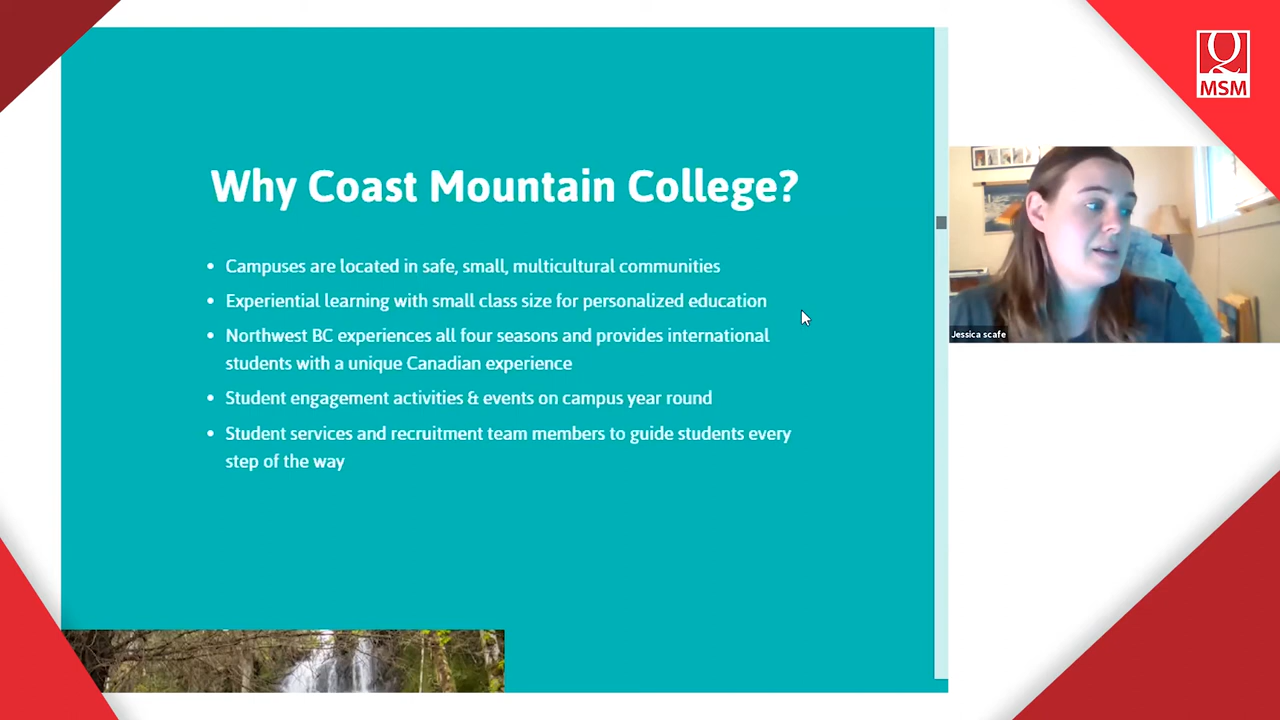 Why Coast Mountain College?
• Campuses are located in safe, small, multicultural communities
• Experiential learning with small class size for personalized education
• Northwest BC experiences all four seasons and provides international
students with a unique Canadian experience
• Student engagement activities & events on campus year round
• Student services and recruitment team members to guide students every
step of the way
Q
MSM
Jessica scafe